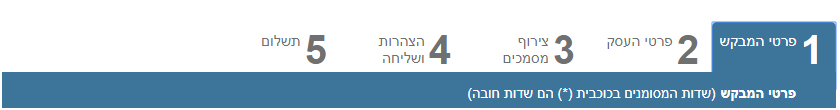 1 פרטי המבקש
2 פרטי העסק
3 צירוף
מסמכים
4 הצהרות
ושליחה
5 תשלום
פרטי המבקש (שדות המסומנים בכוכבית (*) הם שדות חובה)